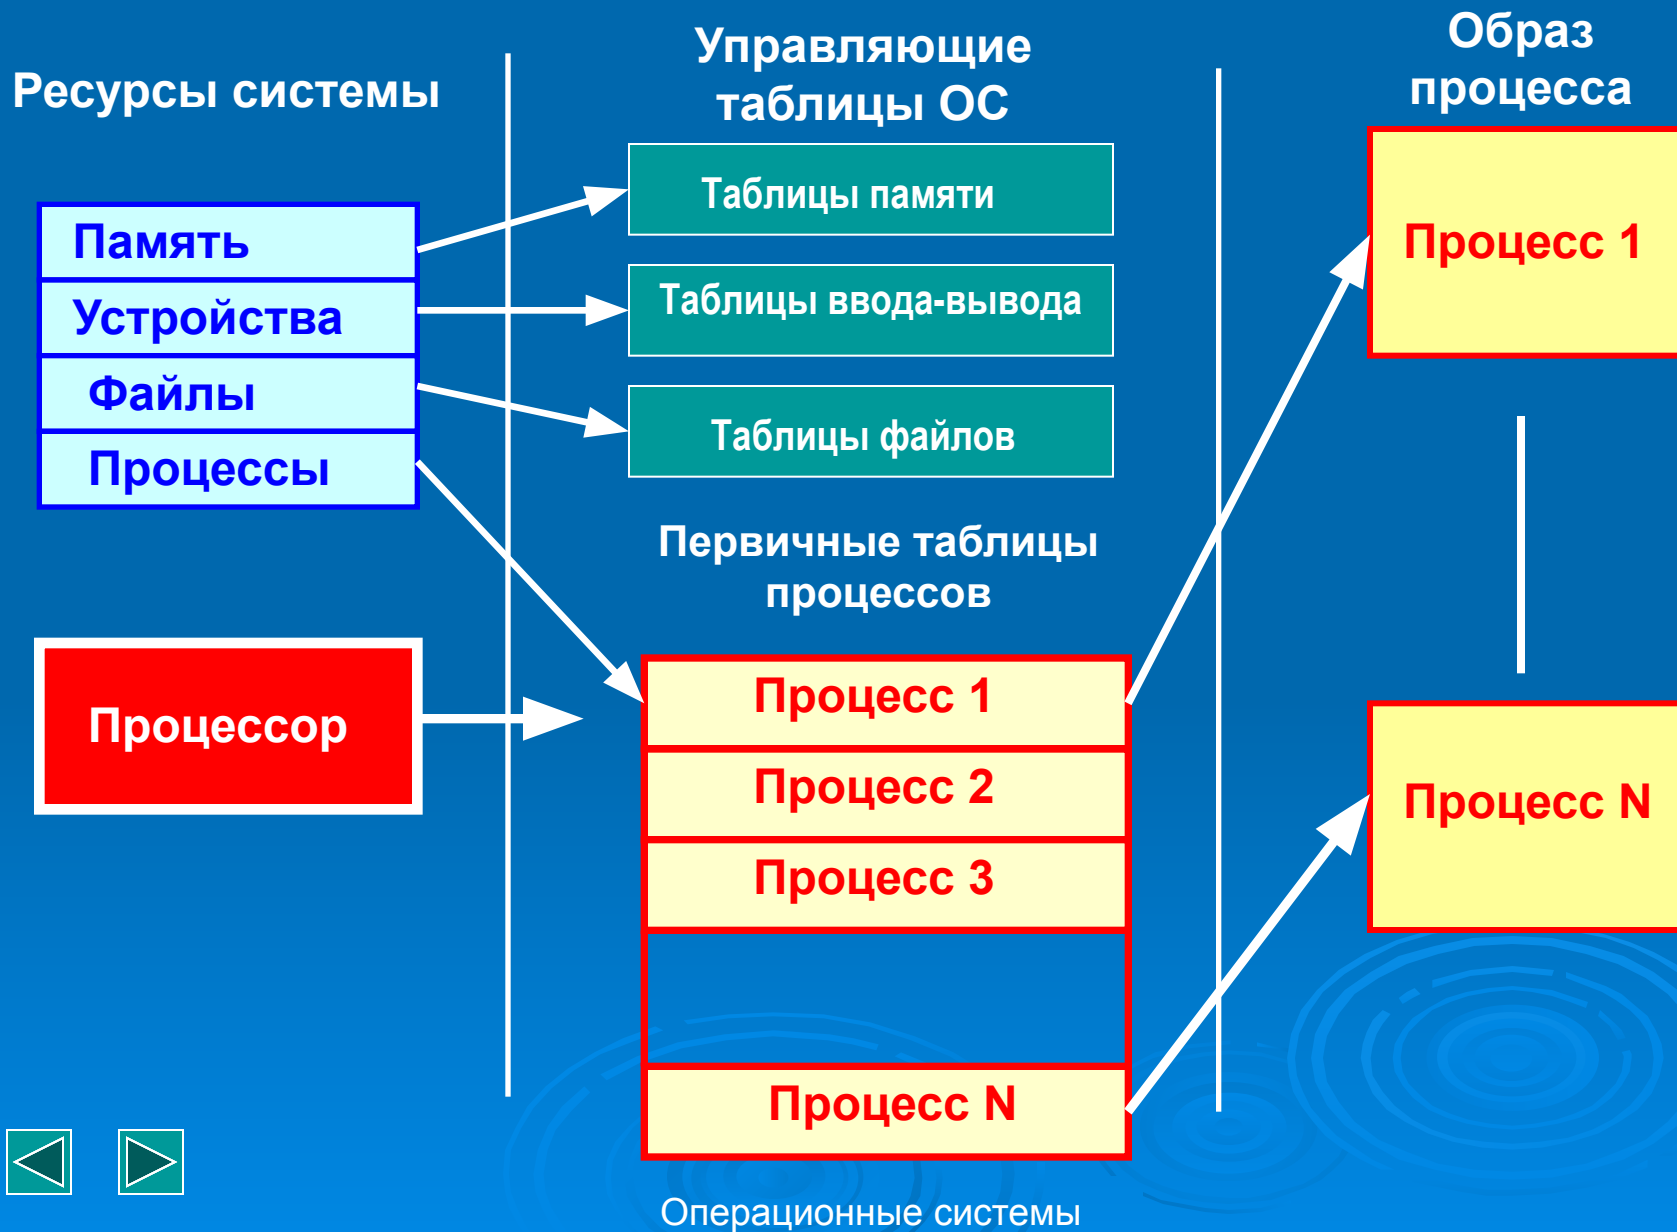 Ресурсы системы
Память
Устройства
Файлы
Процессы
Процессор
Управляющие
таблицы ОС
Таблицы памяти
Таблицы ввода-вывода
Таблицы файлов
Первичные таблицы
процессов
Процесс 1
Процесс 2
Процесс 3
Процесс N
Образ
процесса
Процесс 1
Процесс N
Операционные системы